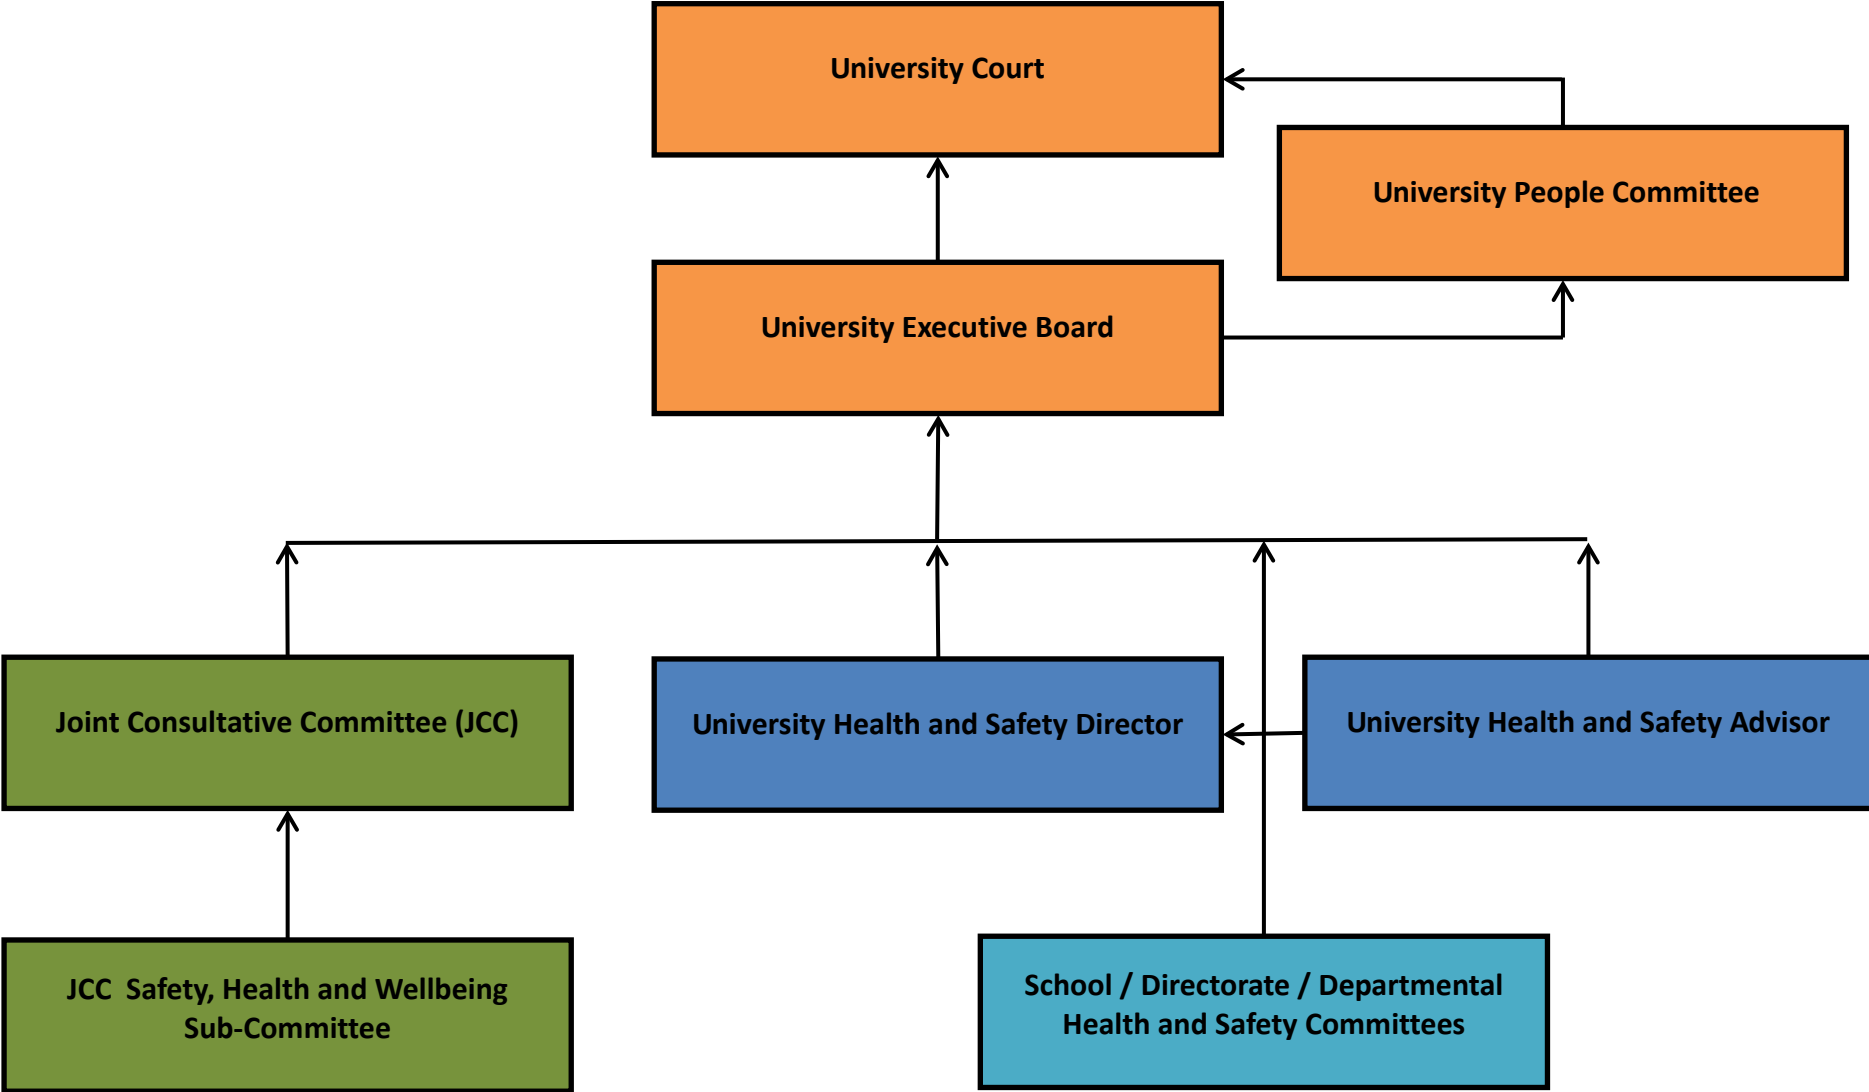 University Court
University People Committee
University Executive Board
Joint Consultative Committee (JCC)
University Health and Safety Director
University Health and Safety Advisor
JCC  Safety, Health and Wellbeing
Sub-Committee
School / Directorate / Departmental
Health and Safety Committees